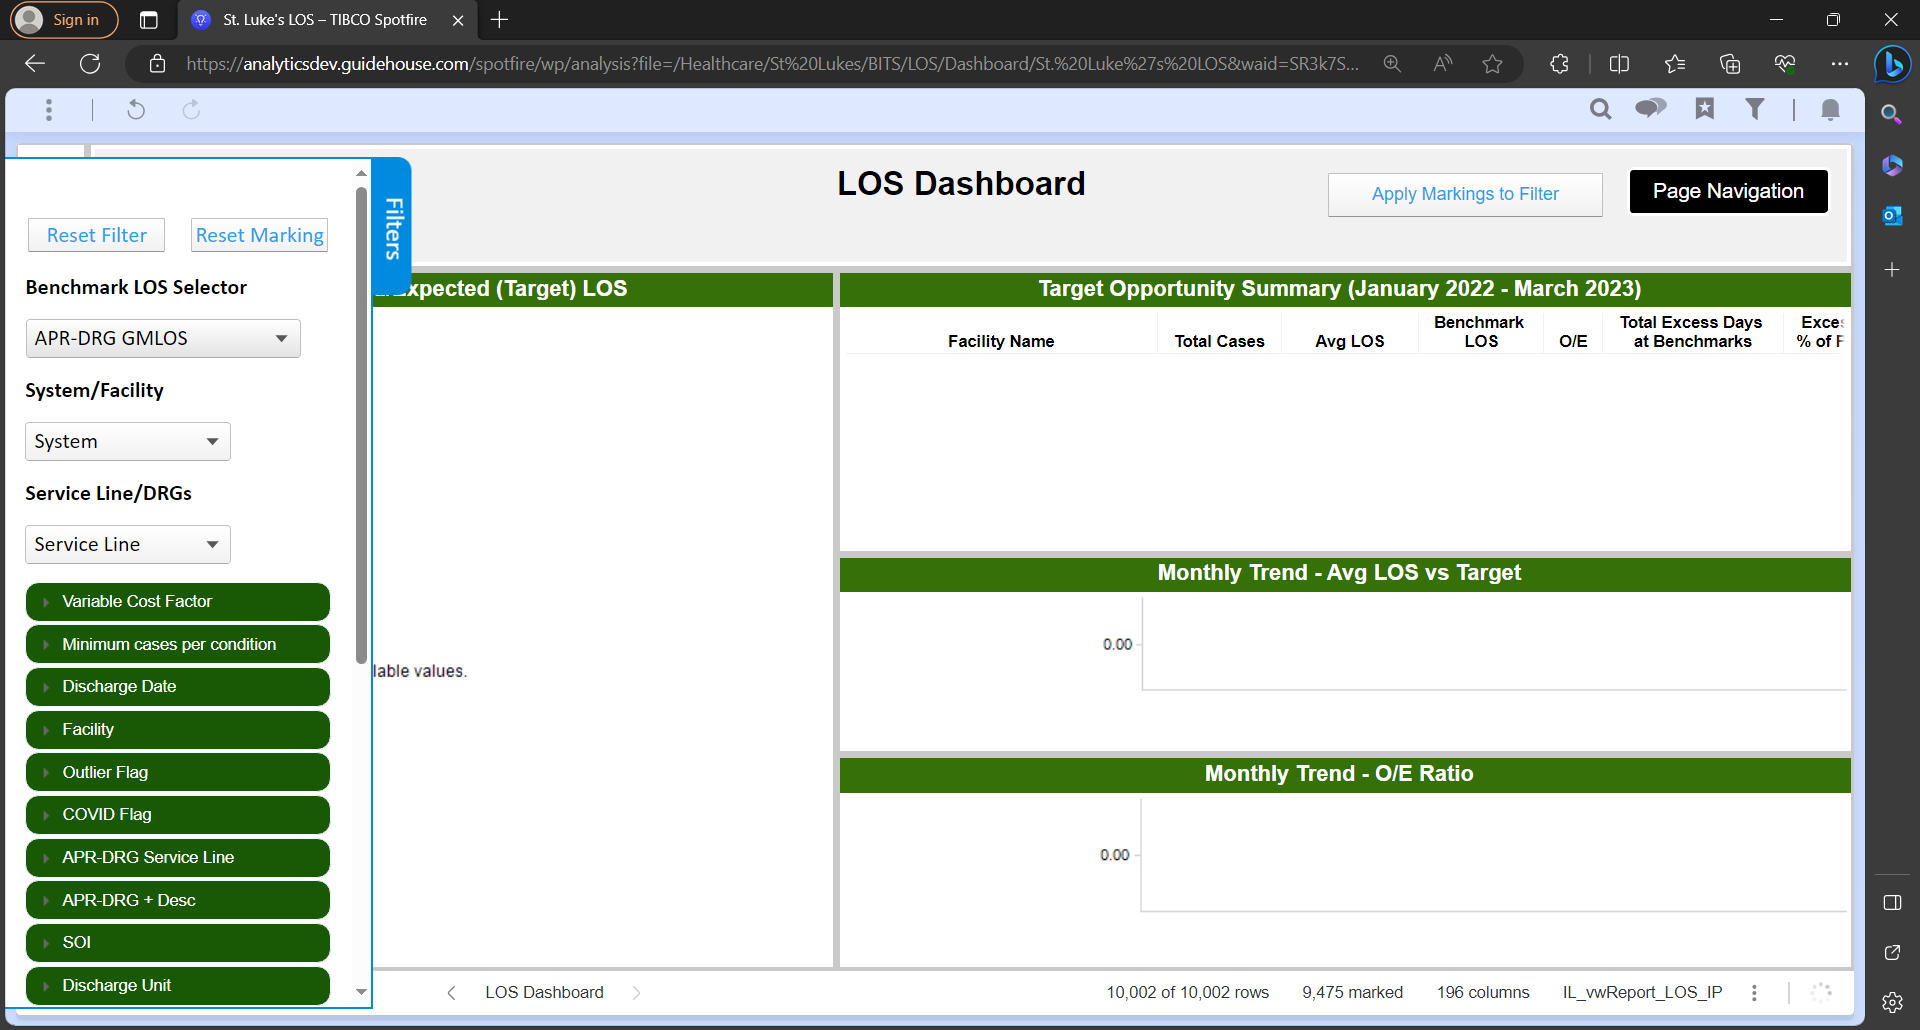 Sign in
St. Luke's LOS – TIBCO Spotfire
https://analyticsdev.guidehouse.com/spotfire/wp/analysis?file=/Healthcare/St%20Lukes/BITS/LOS/Dashboard/St.%20Luke%27s%20LOS&waid=SR3k7S...
LOS Dashboard
Apply Markings to Filter
Page Navigation
Filters
Reset Filter
Reset Marking
Benchmark LOS Selector
APR-DRG GMLOS
System/Facility
System
Service Line/DRGs
Service Line
Variable Cost Factor
Minimum cases per condition
Discharge Date
Facility
Outlier Flag
COVID Flag
APR-DRG Service Line
APR-DRG + Desc
SOI
Discharge Unit
Expected (Target) LOS
lable values.
Target Opportunity Summary (January 2022 - March 2023)
Facility Name
Total Cases
Avg LOS
Benchmark
LOS
O/E
Total Excess Days
at Benchmarks
Exces
% of P
Monthly Trend - Avg LOS vs Target
0.00
Monthly Trend - O/E Ratio
0.00
LOS Dashboard
10,002 of 10,002 rows
9,475 marked
196 columns
IL_vwReport_LOS_IP